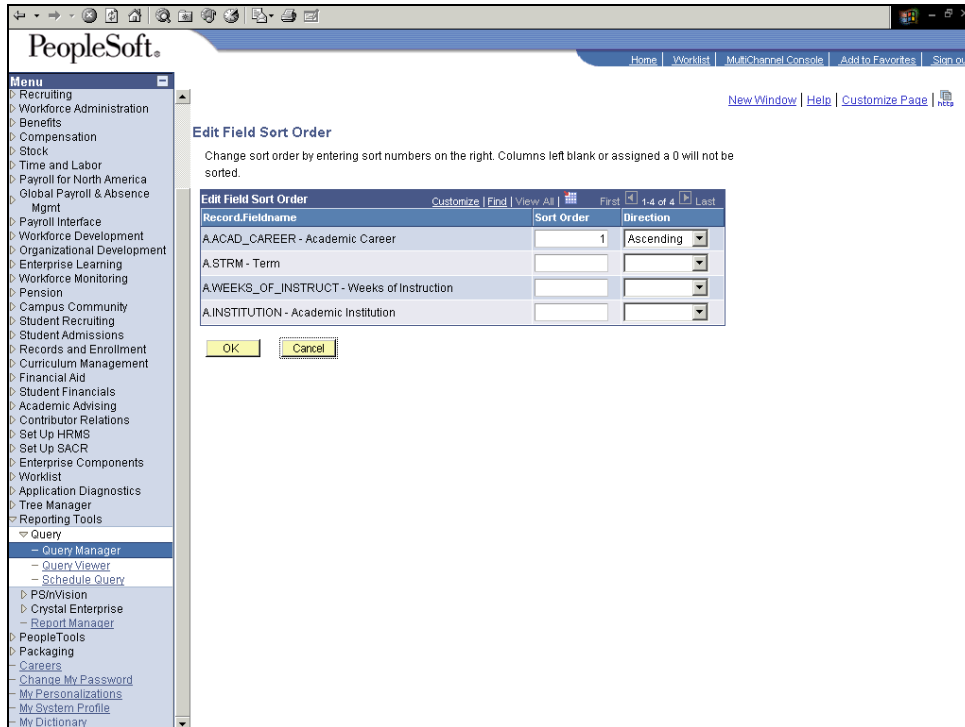 PeopleSoft.
Home | Worklist | MultiChannel Console | Add to Favorites | Sign ou
Menu
Recruiting
Workforce Administration
Benefits
Compensation
Stock
Time and Labor
Payroll for North America
Global Payroll & Absence
Mgmt
Payroll Interface
Workforce Development
Organizational Development
Enterprise Learning
Workforce Monitoring
Pension
Campus Community
Student Recruiting
Student Admissions
Records and Enrollment
Curriculum Management
Financial Aid
Student Financials
Academic Advising
Contributor Relations
Set Up HRMS
Set Up SACR
Enterprise Components
Worklist
Application Diagnostics
Tree Manager
Reporting Tools
Query
– Query Manager
– Query Viewer
– Schedule Query
PS/nVision
Crystal Enterprise
– Report Manager
PeopleTools
Packaging
– Careers
– Change My Password
– My Personalizations
– My System Profile
– My Dictionary
New Window | Help | Customize Page | http
Edit Field Sort Order
Change sort order by entering sort numbers on the right. Columns left blank or assigned a 0 will not be
sorted.
Edit Field Sort Order Customize | Find | View All | First 1-4 of 4 Last
Record.Fieldname Sort Order Direction
A.ACAD_CAREER - Academic Career 1 Ascending
A.STRM - Term
A.WEEKS_OF_INSTRUCT - Weeks of Instruction
A.INSTITUTION - Academic Institution
OK Cancel